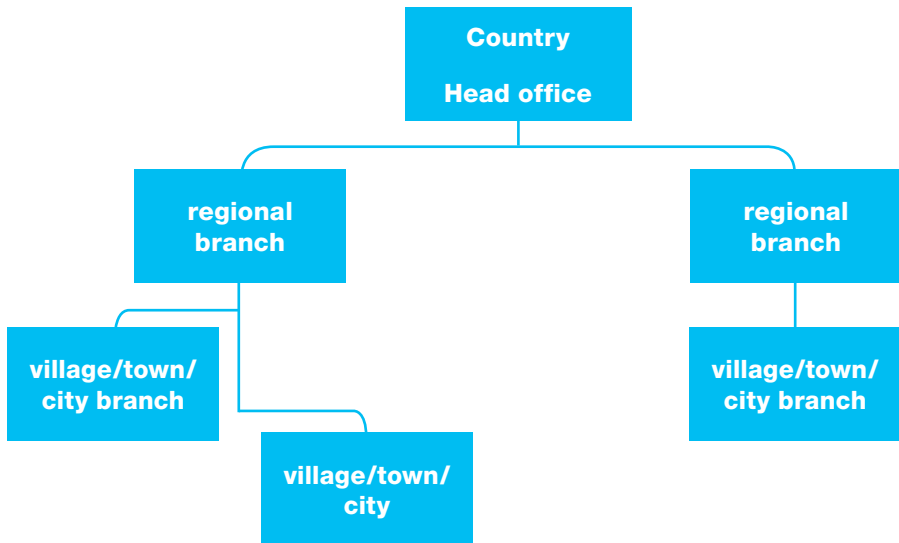 Country
Head office
regional
branch
regional
branch
village/town/
city branch
village/town/
city branch
village/town/
city